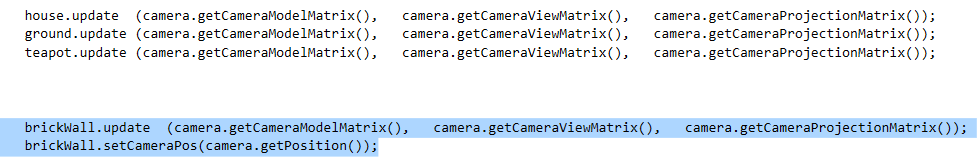 house.update  (camera.getCameraModelMatrix(),   camera.getCameraViewMatrix(),   camera.getCameraProjectionMatrix());
ground.update (camera.getCameraModelMatrix(),   camera.getCameraViewMatrix(),   camera.getCameraProjectionMatrix());
teapot.update (camera.getCameraModelMatrix(),   camera.getCameraViewMatrix(),   camera.getCameraProjectionMatrix());
brickWall.update  (camera.getCameraModelMatrix(),   camera.getCameraViewMatrix(),   camera.getCameraProjectionMatrix());
brickWall.setCameraPos(camera.getPosition());